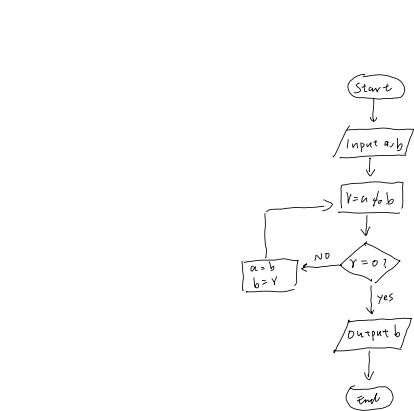 Start
Input a,b
r=a%b
r=0?
NO
a=b
b=r
yes
Output b
End